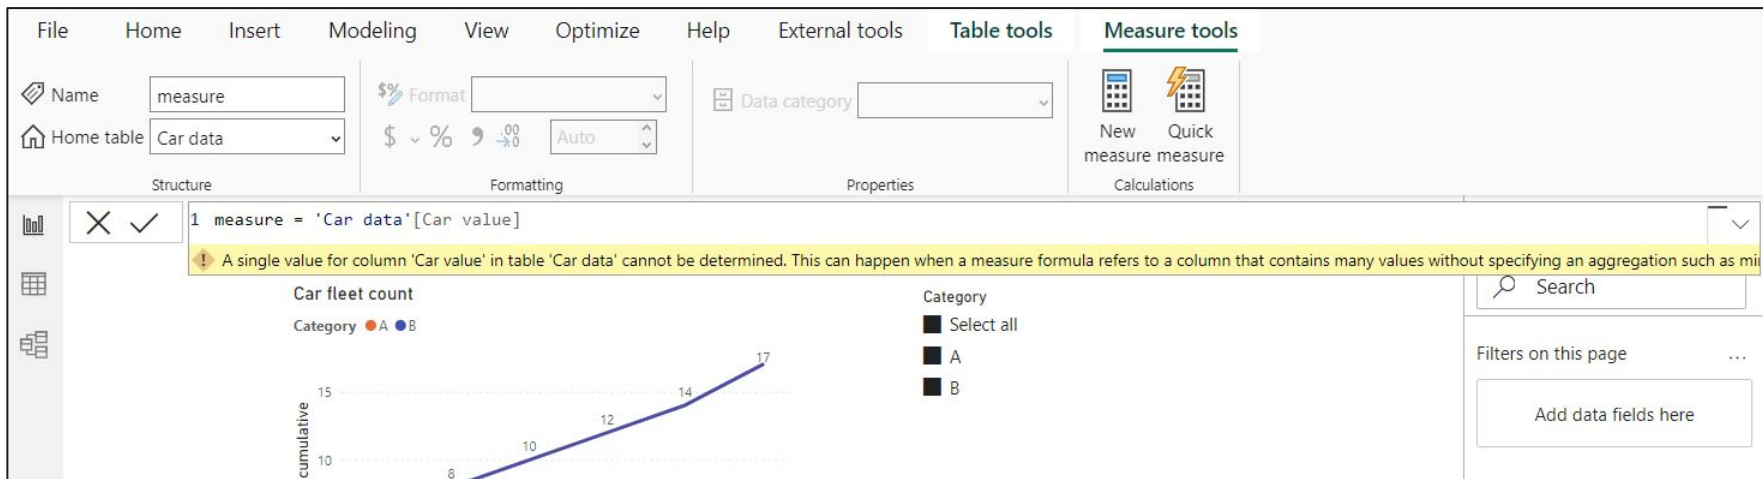 File Home Insert Modeling View Optimize Help External tools Table tools Measure tools
Name measure
Home table Car data
Structure
$% Format
$ % 9 .00 →0 Auto
Formatting
Data category
Properties
New measure
Quick measure
Calculations
1 measure = 'Car data'[Car value]
! A single value for column 'Car value' in table 'Car data' cannot be determined. This can happen when a measure formula refers to a column that contains many values without specifying an aggregation such as mi
Car fleet count
Category A B
17
15
14
12
10
10
8
cumulative
Category
Select all
A
B
Search
Filters on this page ...
Add data fields here